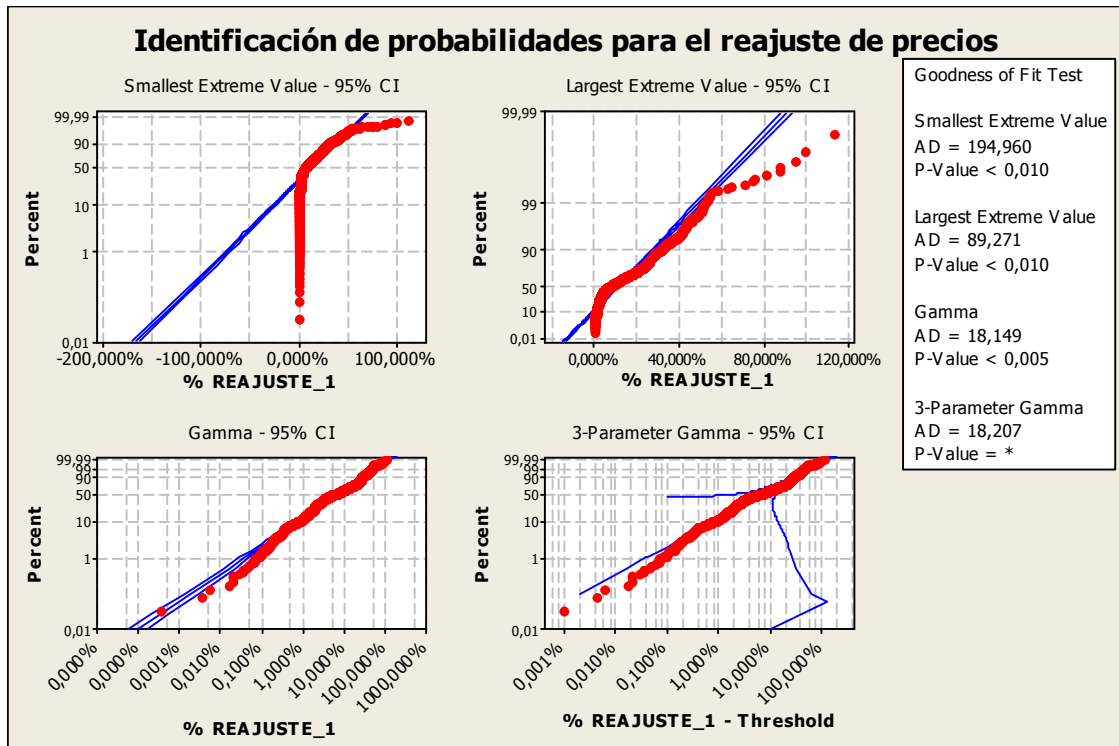 Identificación de probabilidades para el reajuste de precios
Smallest Extreme Value - 95% CI
99,99
90
50
10
1
0,01
Percent
-200,000%
-100,000%
0,000%
100,000%
% REAJUSTE_1
Largest Extreme Value - 95% CI
99,99
99
90
50
10
0,01
Percent
0,000%
40,000%
80,000%
120,000%
% REAJUSTE_1
Gamma - 95% CI
99,99
99
90
50
10
1
0,01
Percent
0,000%
0,000%
0,001%
0,010%
0,100%
1,000%
10,000%
100,000%
1000,000%
% REAJUSTE_1
3-Parameter Gamma - 95% CI
99,99
99
90
50
10
1
0,01
Percent
0,001%
0,010%
0,100%
1,000%
10,000%
100,000%
% REAJUSTE_1 - Threshold
Goodness of Fit Test
Smallest Extreme Value
AD = 194,960
P-Value < 0,010
Largest Extreme Value
AD = 89,271
P-Value < 0,010
Gamma
AD = 18,149
P-Value < 0,005
3-Parameter Gamma
AD = 18,207
P-Value = *